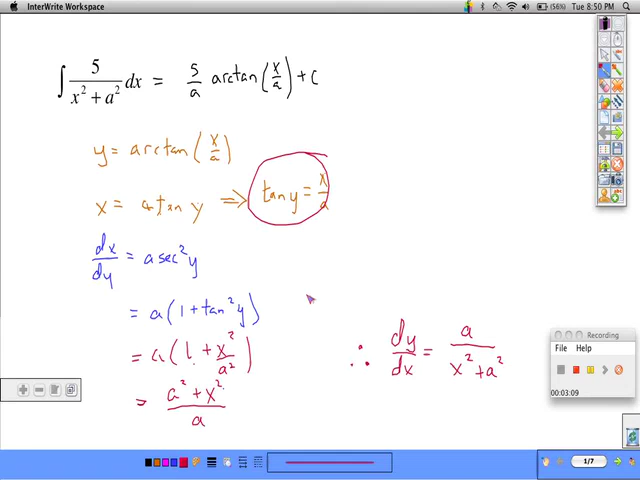 InterWrite Workspace
(56%) Tue 8:50 PM
∫ 5/(x² + a²) dx = 5/a arctan(x/a) + C
y = arctan(x/a)
x = a tan y ⇒ tan y = x/a
dx/dy = a sec² y
= a(1 + tan² y)
= a(1 + x²/a²)
= (a² + x²)/a
∴ dy/dx = a/(x² + a²)
Recording
File Help
00:03:09
1/7